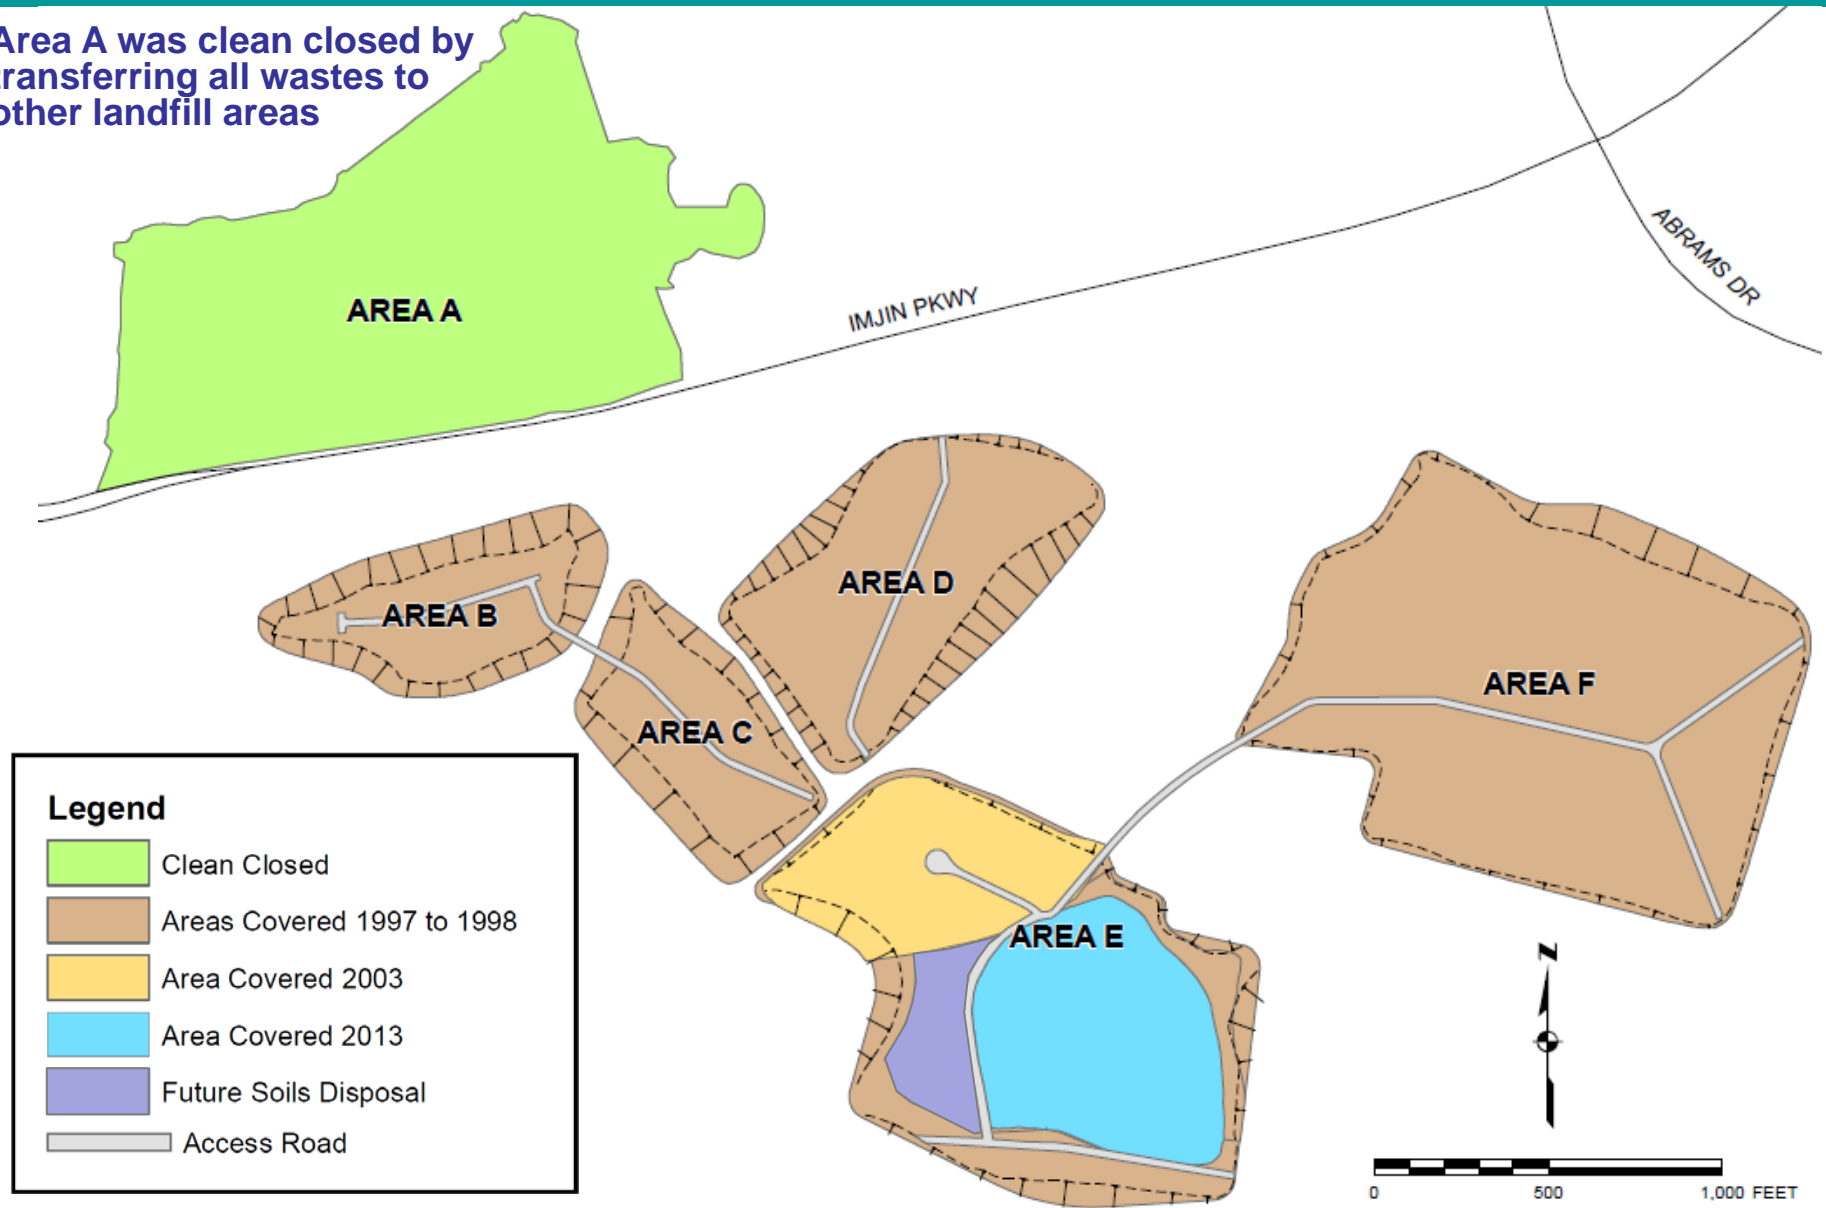 Area A was clean closed by
transferring all wastes to
other landfill areas
AREA A
IMJIN PKWY
ABRAMS DR
AREA B
AREA C
AREA D
AREA E
AREA F
Legend
Clean Closed
Areas Covered 1997 to 1998
Area Covered 2003
Area Covered 2013
Future Soils Disposal
Access Road
N
0 500 1,000 FEET